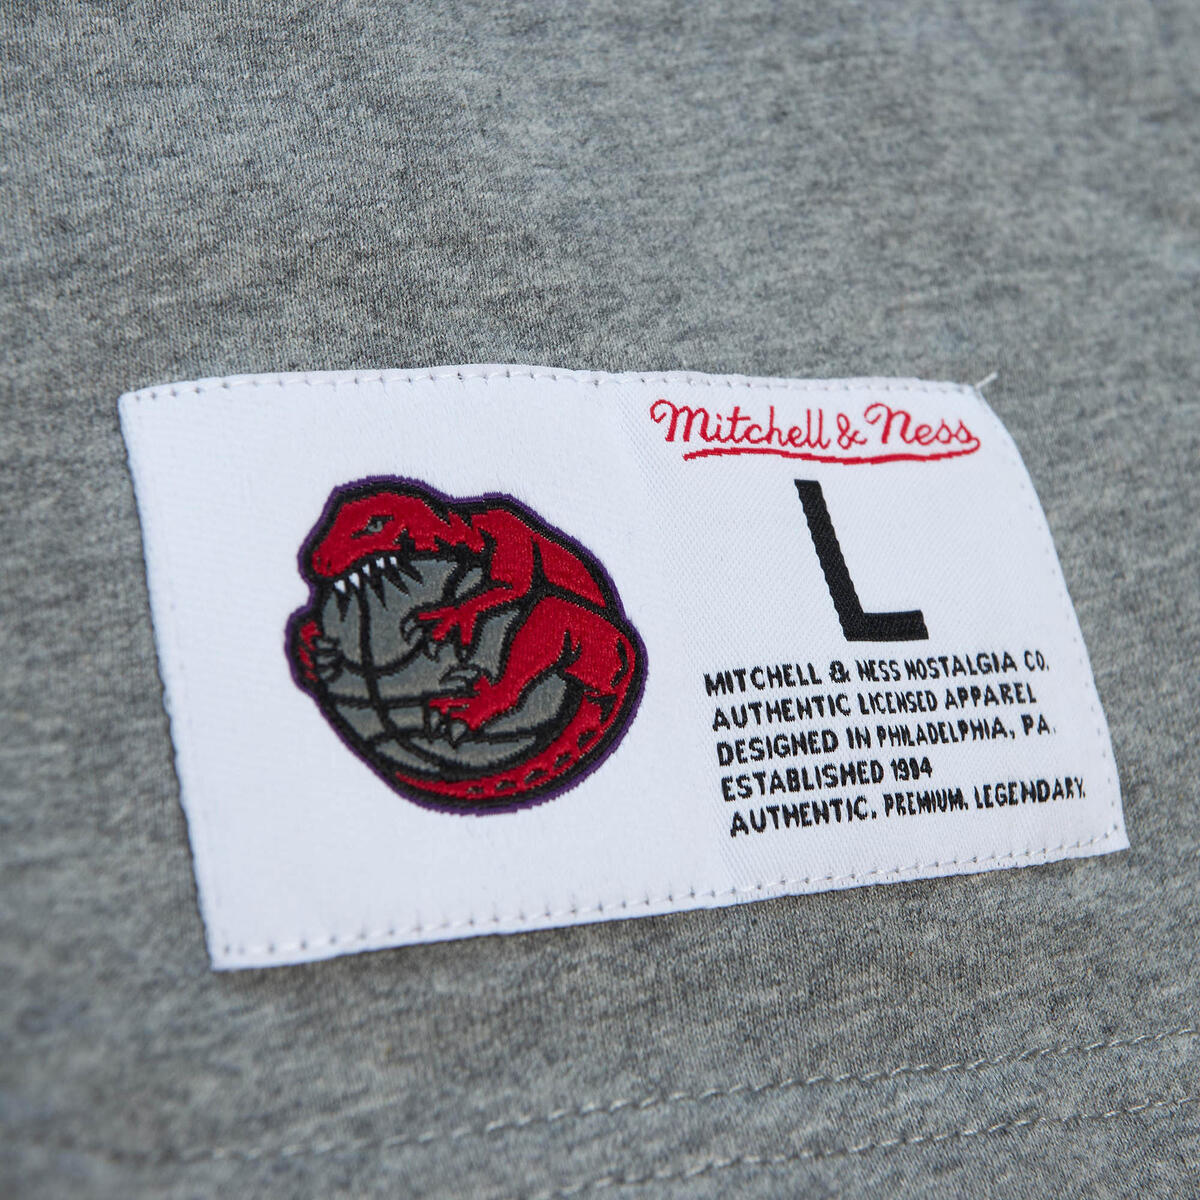 Mitchell & Ness
L
MITCHELL & NESS NOSTALGIA CO.
AUTHENTIC LICENSED APPAREL
DESIGNED IN PHILADELPHIA, PA.
ESTABLISHED 1904
AUTHENTIC. PREMIUM. LEGENDARY.